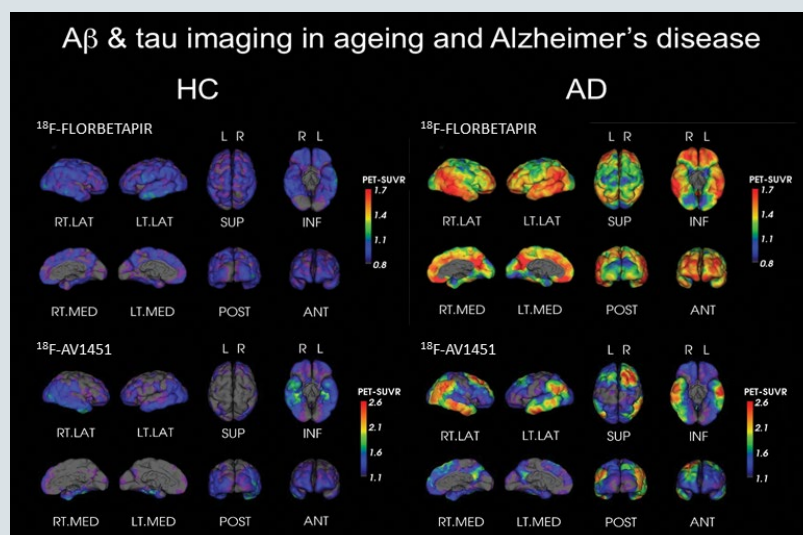 Aβ & tau imaging in ageing and Alzheimer's disease
HC
¹⁸F-FLORBETAPIR
L R
R L
PET-SUVR
1.7
1.4
1.1
0.8
RT.LAT
LT.LAT
SUP
INF
RT.MED
LT.MED
POST
ANT
¹⁸F-AV1451
L R
R L
PET-SUVR
2.6
2.1
1.6
1.1
RT.LAT
LT.LAT
SUP
INF
RT.MED
LT.MED
POST
ANT
AD
¹⁸F-FLORBETAPIR
L R
R L
PET-SUVR
1.7
1.4
1.1
0.8
RT.LAT
LT.LAT
SUP
INF
RT.MED
LT.MED
POST
ANT
¹⁸F-AV1451
L R
R L
PET-SUVR
2.6
2.1
1.6
1.1
RT.LAT
LT.LAT
SUP
INF
RT.MED
LT.MED
POST
ANT